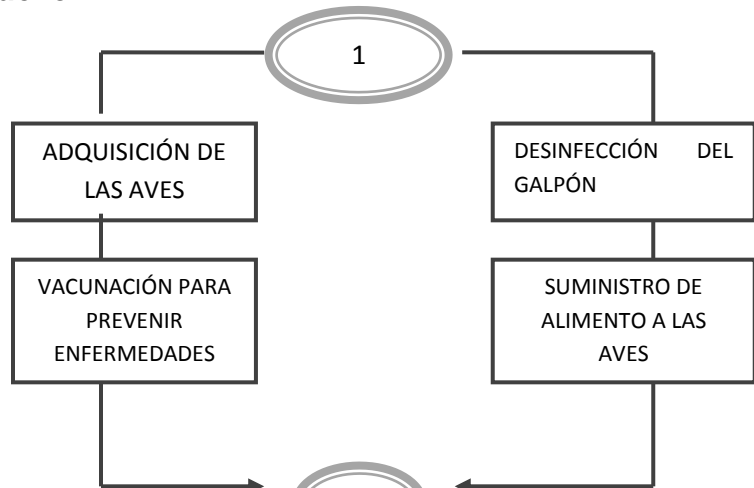 1
ADQUISICIÓN DE
LAS AVES
DESINFECCIÓN DEL
GALPÓN
VACUNACIÓN PARA
PREVENIR
ENFERMEDADES
SUMINISTRO DE
ALIMENTO A LAS
AVES